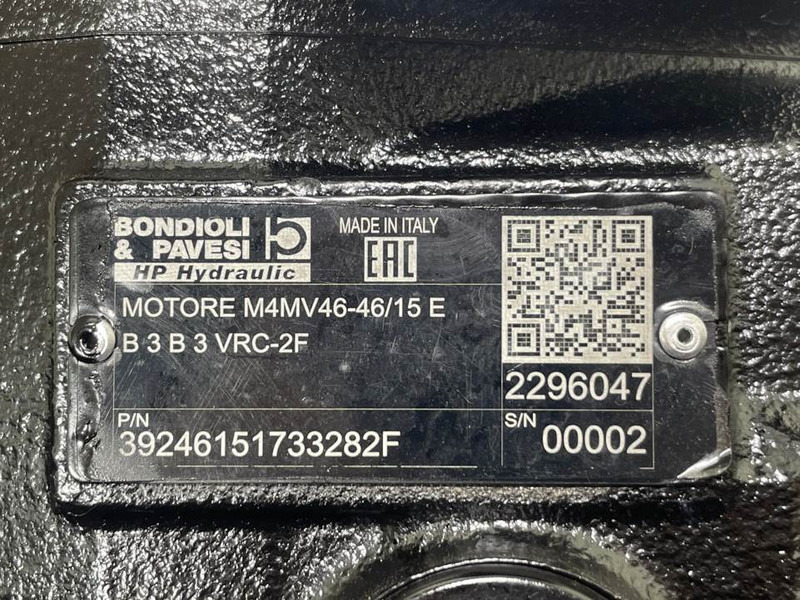 BONDIOLI
& PAVESI
HP Hydraulic
MADE IN ITALY
EAC
MOTORE M4MV46-46/15 E
B 3 B 3 VRC-2F
2296047
P/N
39246151733282F
S/N
00002